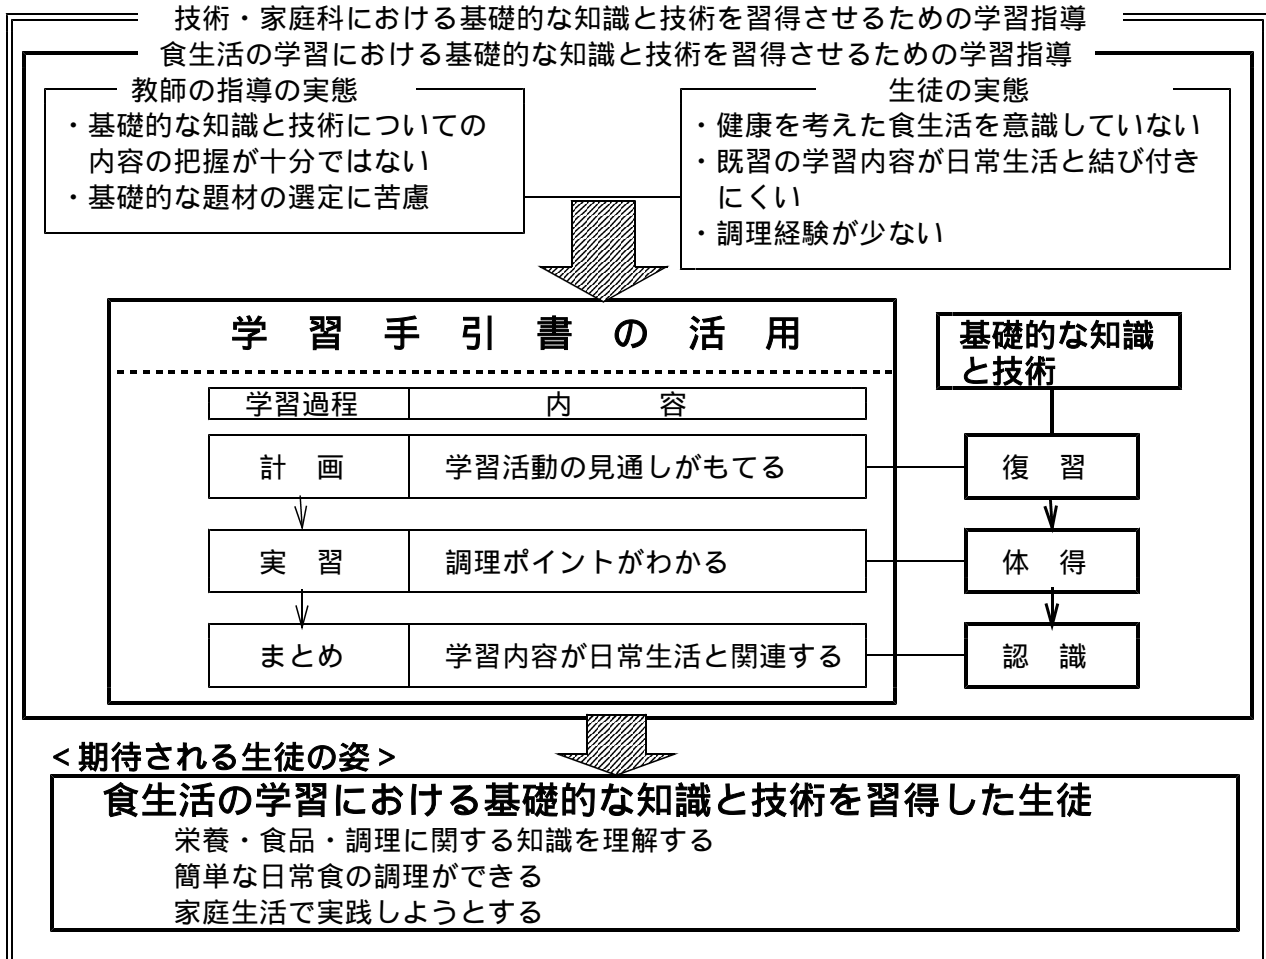 技術・家庭科における基礎的な知識と技術を習得させるための学習指導
食生活の学習における基礎的な知識と技術を習得させるための学習指導
教師の指導の実態
・基礎的な知識と技術についての
内容の把握が十分ではない
・基礎的な題材の選定に苦慮
生徒の実態
・健康を考えた食生活を意識していない
・既習の学習内容が日常生活と結び付き
にくい
・調理経験が少ない
学 習 手 引 書 の 活 用
学習過程 内 容
計 画 学習活動の見通しがもてる
実 習 調理ポイントがわかる
まとめ 学習内容が日常生活と関連する
基礎的な知識
と技術
復 習
体 得
認 識
<期待される生徒の姿>
食生活の学習における基礎的な知識と技術を習得した生徒
栄養・食品・調理に関する知識を理解する
簡単な日常食の調理ができる
家庭生活で実践しようとする